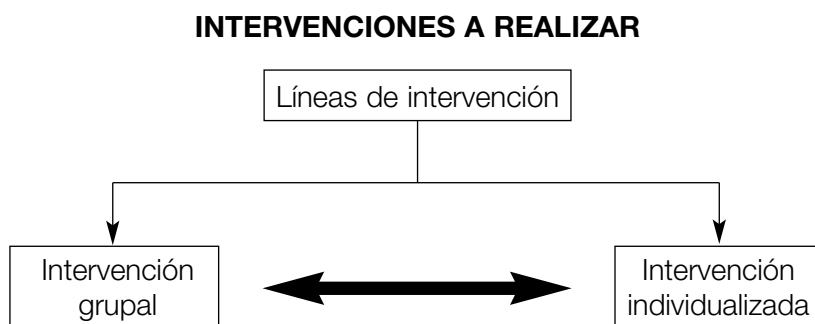 INTERVENCIONES A REALIZAR
Líneas de intervención
Intervención
grupal
Intervención
individualizada